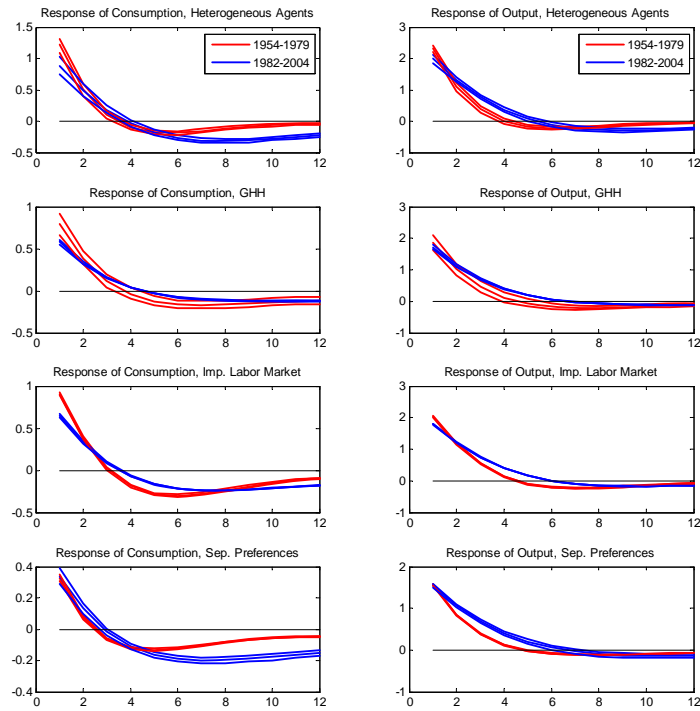 Response of Consumption, Heterogeneous Agents
1.5
1
0.5
0
-0.5
0 2 4 6 8 10 12
1954-1979
1982-2004
Response of Output, Heterogeneous Agents
3
2
1
0
-1
0 2 4 6 8 10 12
1954-1979
1982-2004
Response of Consumption, GHH
1
0.5
0
-0.5
0 2 4 6 8 10 12
Response of Output, GHH
3
2
1
0
-1
0 2 4 6 8 10 12
Response of Consumption, Imp. Labor Market
1
0.5
0
-0.5
0 2 4 6 8 10 12
Response of Output, Imp. Labor Market
3
2
1
0
-1
0 2 4 6 8 10 12
Response of Consumption, Sep. Preferences
0.4
0.2
0
-0.2
-0.4
0 2 4 6 8 10 12
Response of Output, Sep. Preferences
2
1
0
-1
0 2 4 6 8 10 12